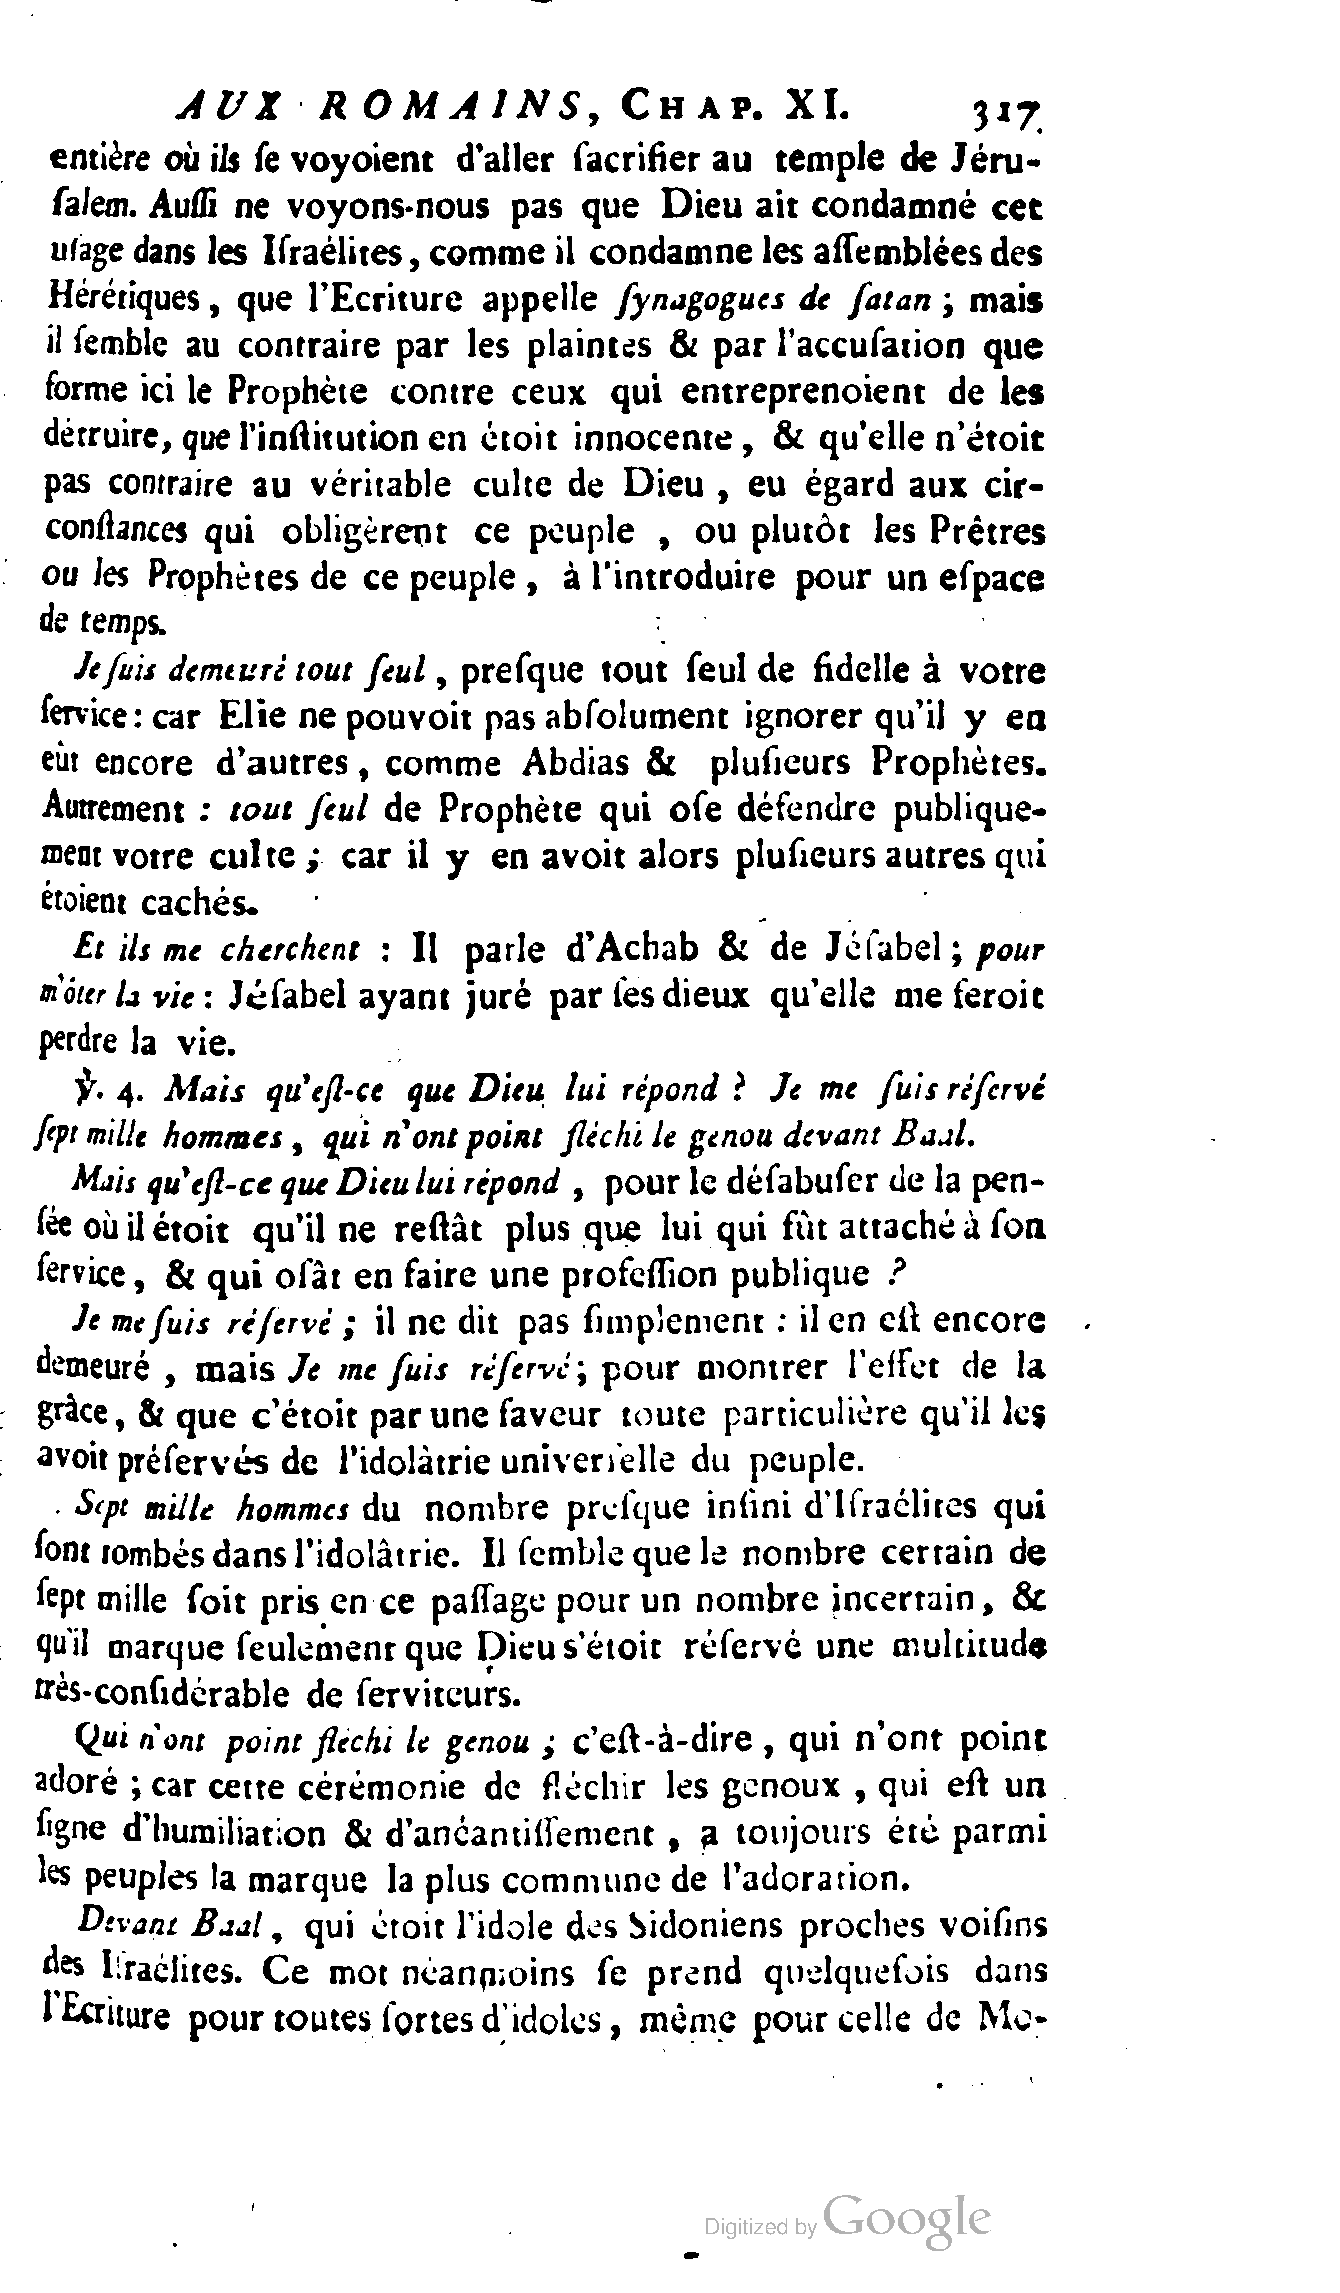 AUX ROMAINS, CHAP. XI. 317.
entière où ils ſe voyoient d'aller ſacrifier au temple de Jéru-
ſalem. Auſſi ne voyons-nous pas que Dieu ait condamné cet
uſage dans les Iſraélites, comme il condamne les aſſemblées des
Hérétiques, que l'Ecriture appelle ſynagogues de ſatan ; mais
il ſemble au contraire par les plaintes & par l'accuſation que
forme ici le Prophète contre ceux qui entreprenoient de les
détruire, que l'inſtitution en étoit innocente, & qu'elle n'étoit
pas contraire au véritable culte de Dieu, eu égard aux cir-
conſtances qui obligèrent ce peuple, ou plutôt les Prêtres
ou les Prophètes de ce peuple, à l'introduire pour un eſpace
de temps.
Je ſuis demeuré tout ſeul, preſque tout ſeul de fidelle à votre
ſervice : car Elie ne pouvoit pas abſolument ignorer qu'il y en
eût encore d'autres, comme Abdias & pluſieurs Prophètes.
Autrement : tout ſeul de Prophète qui oſe défendre publique-
ment votre culte ; car il y en avoit alors pluſieurs autres qui
étoient cachés.
Et ils me cherchent : Il parle d'Achab & de Jéſabel ; pour
m'ôter la vie : Jéſabel ayant juré par ſes dieux qu'elle me feroit
perdre la vie.
℣. 4. Mais qu'eſt-ce que Dieu lui répond ? Je me ſuis réſervé
ſept mille hommes, qui n'ont point fléchi le genou devant Baal.
Mais qu'eſt-ce que Dieu lui répond, pour le déſabuſer de la pen-
ſée où il étoit qu'il ne reſtât plus que lui qui fût attaché à ſon
ſervice, & qui oſât en faire une profeſſion publique ?
Je me ſuis réſervé ; il ne dit pas ſimplement : il en eſt encore
demeuré, mais Je me ſuis réſervé ; pour montrer l'effet de la
grâce, & que c'étoit par une faveur toute particulière qu'il les
avoit préſervés de l'idolâtrie univerſelle du peuple.
Sept mille hommes du nombre preſque infini d'Iſraélites qui
ſont tombés dans l'idolâtrie. Il ſemble que le nombre certain de
ſept mille ſoit pris en ce paſſage pour un nombre incertain, &
qu'il marque ſeulement que Dieu s'étoit réſervé une multitude
très-conſidérable de ſerviteurs.
Qui n'ont point fléchi le genou ; c'eſt-à-dire, qui n'ont point
adoré ; car cette cérémonie de fléchir les genoux, qui eſt un
ſigne d'humiliation & d'anéantiſſement, a toujours été parmi
les peuples la marque la plus commune de l'adoration.
Devant Baal, qui étoit l'idole des Sidoniens proches voiſins
des Iſraélites. Ce mot néanmoins ſe prend quelquefois dans
l'Ecriture pour toutes ſortes d'idoles, même pour celle de Mo-
Digitized by Google